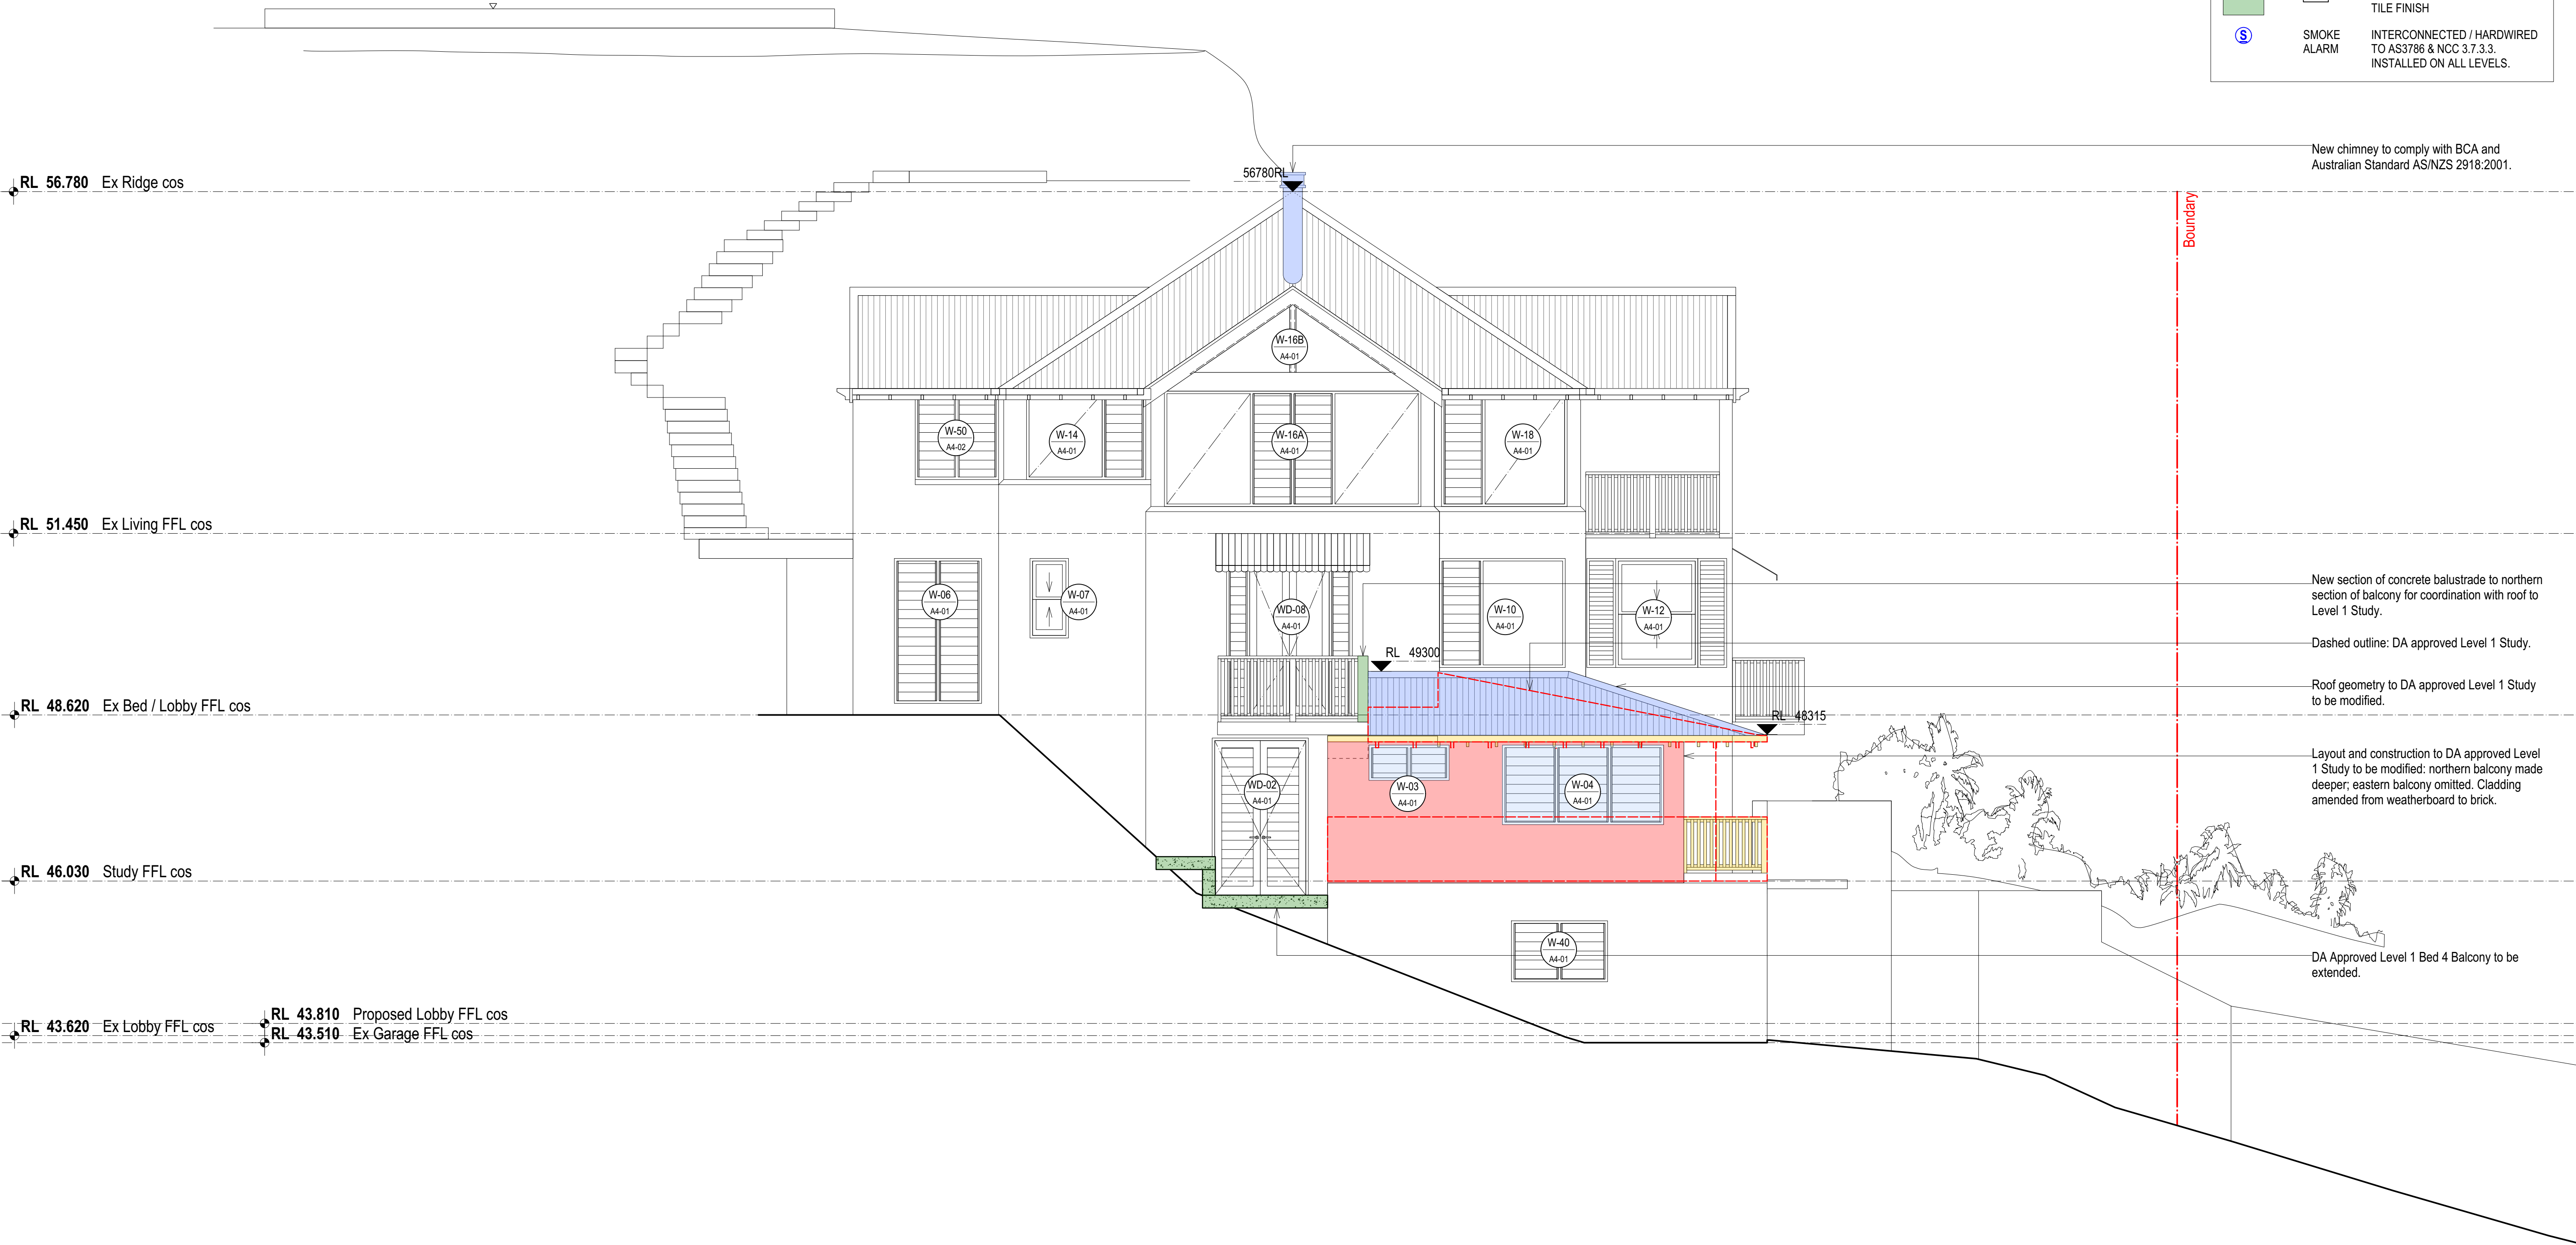 TILE FINISH
S SMOKE INTERCONNECTED / HARDWIRED
ALARM TO AS3786 & NCC 3.7.3.3.
INSTALLED ON ALL LEVELS.
New chimney to comply with BCA and
Australian Standard AS/NZS 2918:2001.
56780RL
RL 56.780 Ex Ridge cos
Boundary
W-16B
A4-01
W-50
A4-02
W-14
A4-01
W-16A
A4-01
W-18
A4-01
RL 51.450 Ex Living FFL cos
W-06
A4-01
W-07
A4-01
WD-08
A4-01
W-10
A4-01
W-12
A4-01
New section of concrete balustrade to northern
section of balcony for coordination with roof to
Level 1 Study.
Dashed outline: DA approved Level 1 Study.
RL 49300
Roof geometry to DA approved Level 1 Study
to be modified.
RL 48.620 Ex Bed / Lobby FFL cos
RL 48315
Layout and construction to DA approved Level
1 Study to be modified: northern balcony made
deeper; eastern balcony omitted. Cladding
amended from weatherboard to brick.
WD-02
A4-01
W-03
A4-01
W-04
A4-01
RL 46.030 Study FFL cos
W-40
A4-01
DA Approved Level 1 Bed 4 Balcony to be
extended.
RL 43.810 Proposed Lobby FFL cos
RL 43.620 Ex Lobby FFL cos
RL 43.510 Ex Garage FFL cos